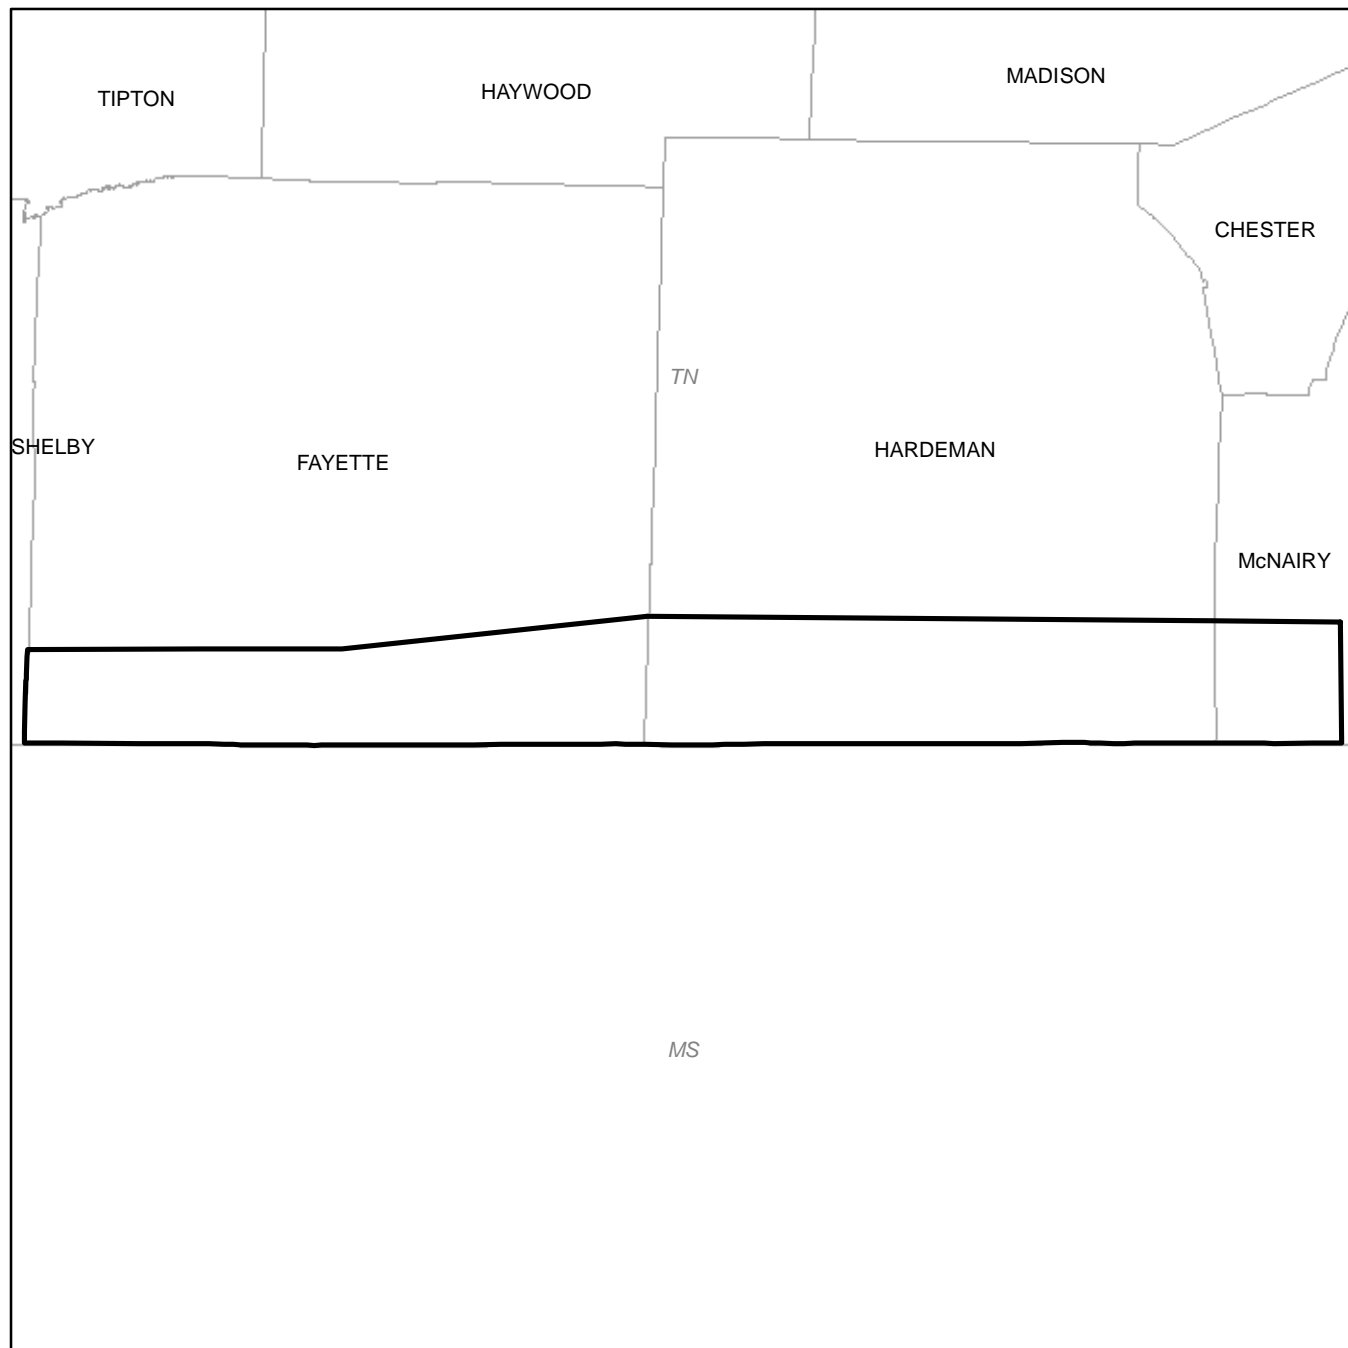 MADISON
HAYWOOD
TIPTON
CHESTER
TN
SHELBY
HARDEMAN
FAYETTE
McNAIRY
MS